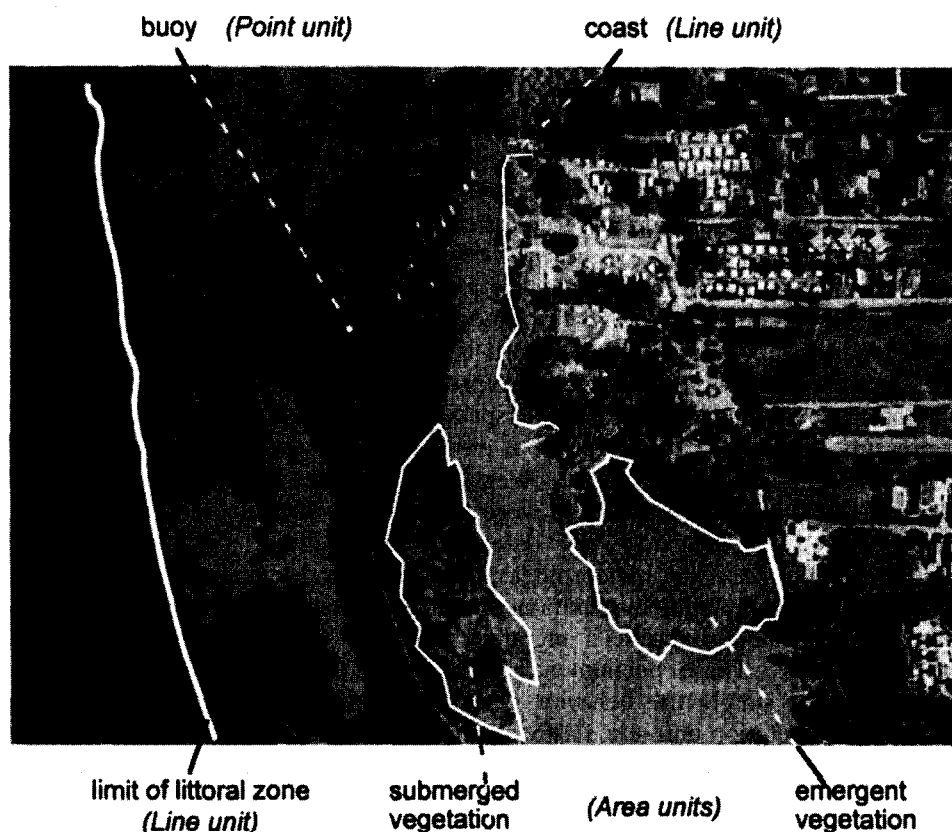 buoy (Point unit) coast (Line unit)
limit of littoral zone submerged (Area units) emergent
(Line unit) vegetation vegetation